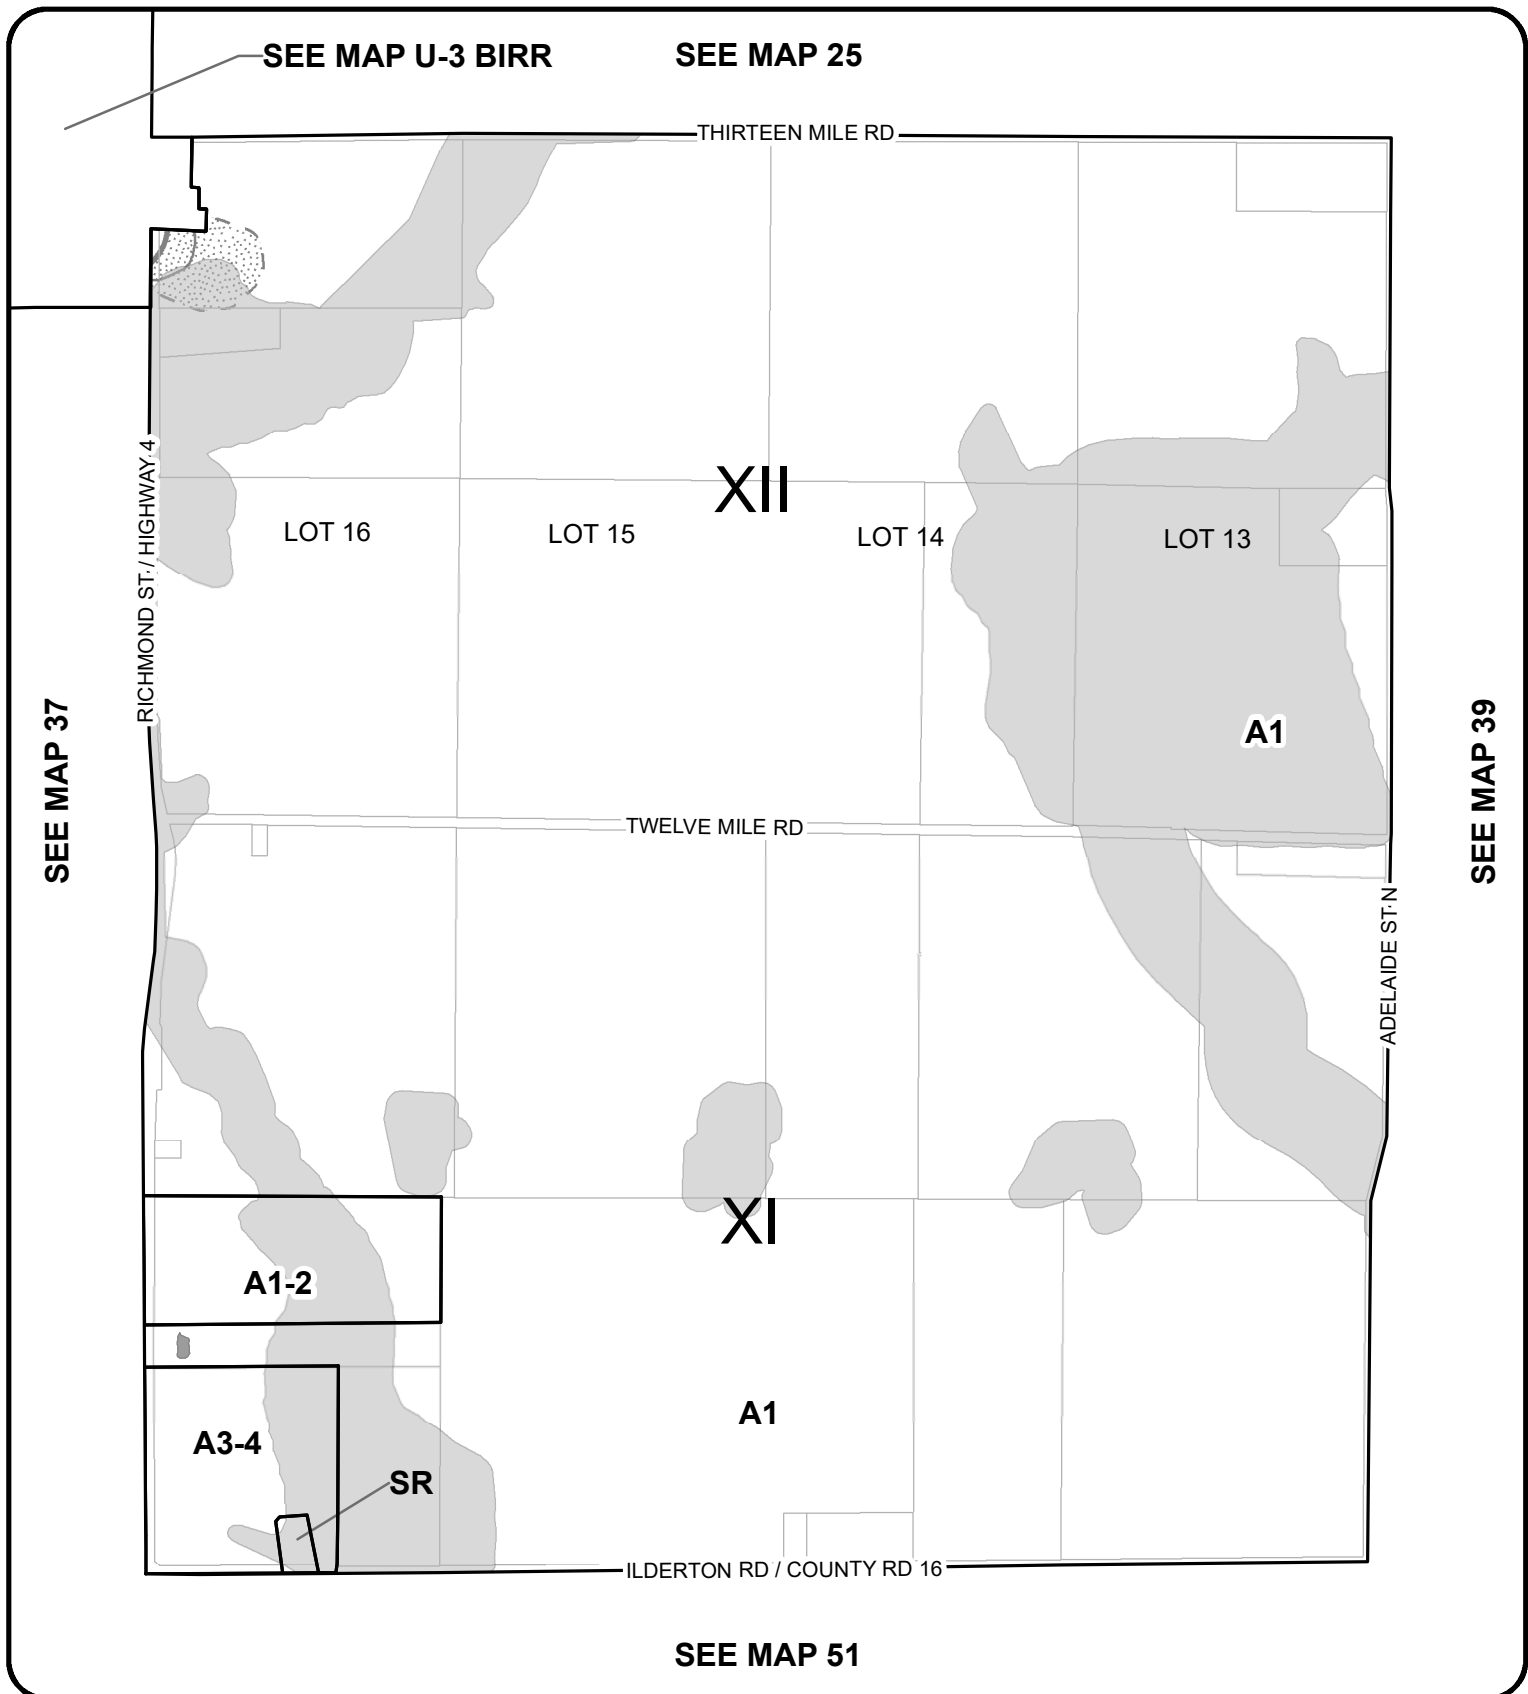 SEE MAP U-3 BIRR
SEE MAP 25
THIRTEEN MILE RD
RICHMOND ST / HIGHWAY 4
XII
LOT 16
LOT 15
LOT 14
LOT 13
SEE MAP 37
A1
SEE MAP 39
TWELVE MILE RD
ADELAIDE ST N
XI
A1-2
A1
A3-4
SR
ILDERTON RD / COUNTY RD 16
SEE MAP 51